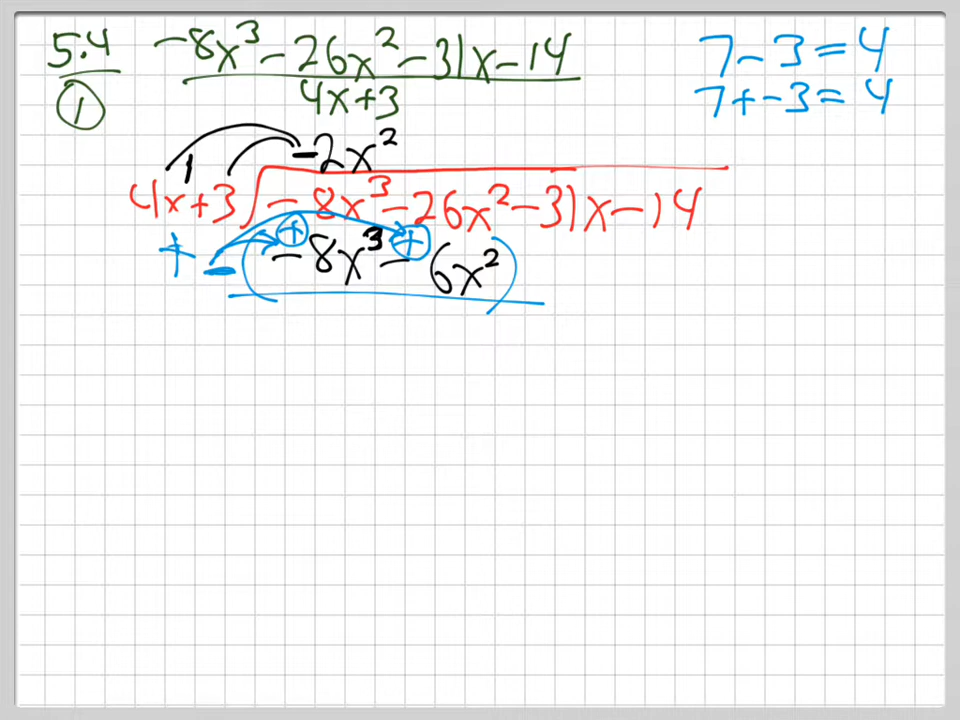 5.4 -8x³ - 26x² - 31x - 14 7 - 3 = 4
① 4x + 3 7 + -3 = 4
-2x²
4x + 3 ) -8x³ - 26x² - 31x - 14
⊕ ⊕
+ - ( -8x³ - 6x² )